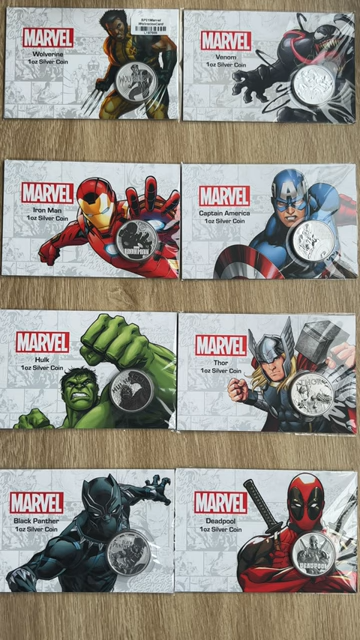 MARVEL
Wolverine
1oz Silver Coin
MARVEL
Venom
1oz Silver Coin
MARVEL
Iron Man
1oz Silver Coin
MARVEL
Captain America
1oz Silver Coin
MARVEL
Hulk
1oz Silver Coin
MARVEL
Thor
1oz Silver Coin
MARVEL
Black Panther
1oz Silver Coin
MARVEL
Deadpool
1oz Silver Coin
DEADPOOL